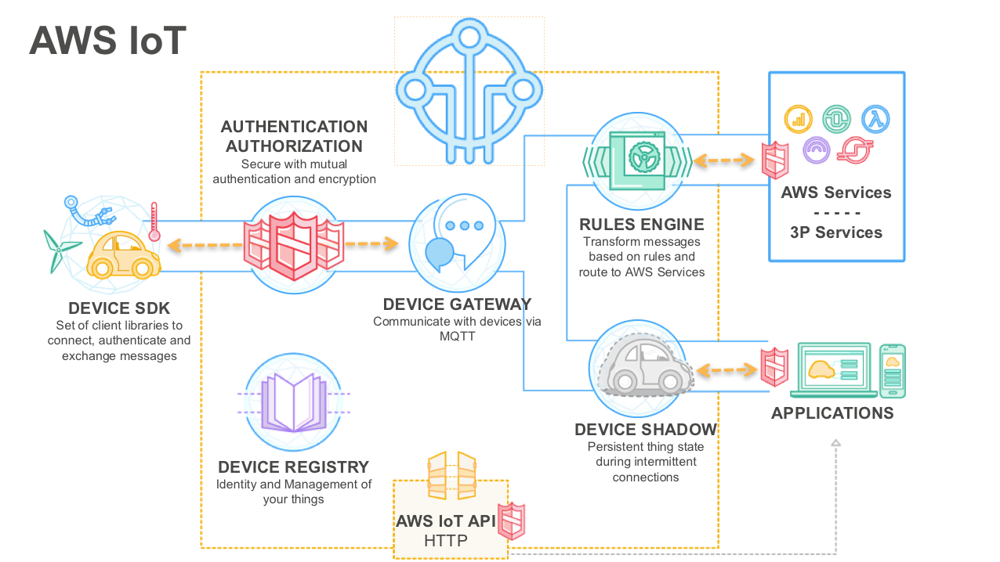 AWS IoT
AUTHENTICATION
AUTHORIZATION
Secure with mutual
authentication and encryption
DEVICE SDK
Set of client libraries to
connect, authenticate and
exchange messages
DEVICE GATEWAY
Communicate with devices via
MQTT
DEVICE REGISTRY
Identity and Management of
your things
AWS IoT API
HTTP
RULES ENGINE
Transform messages
based on rules and
route to AWS Services
DEVICE SHADOW
Persistent thing state
during intermittent
connections
AWS Services
- - - - -
3P Services
APPLICATIONS